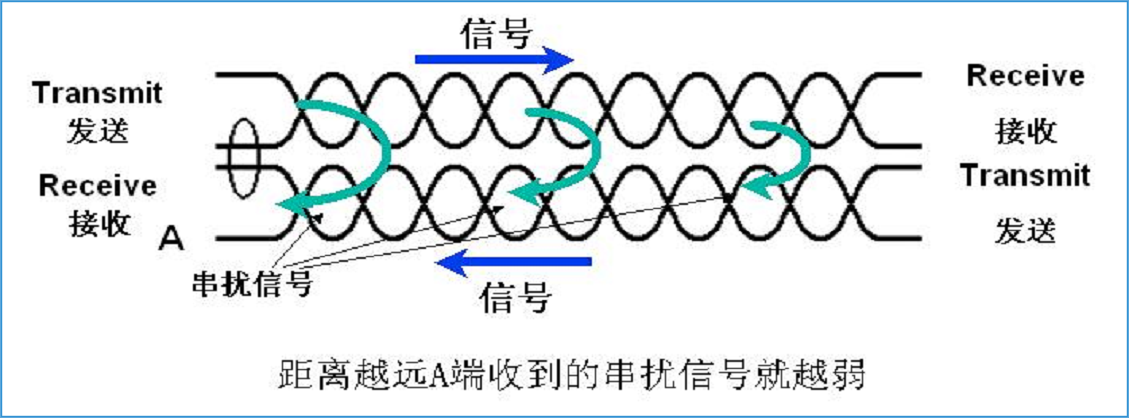 信号
Transmit
发送
Receive
接收
Receive
接收
A
Transmit
发送
串扰信号
信号
距离越远A端收到的串扰信号就越弱